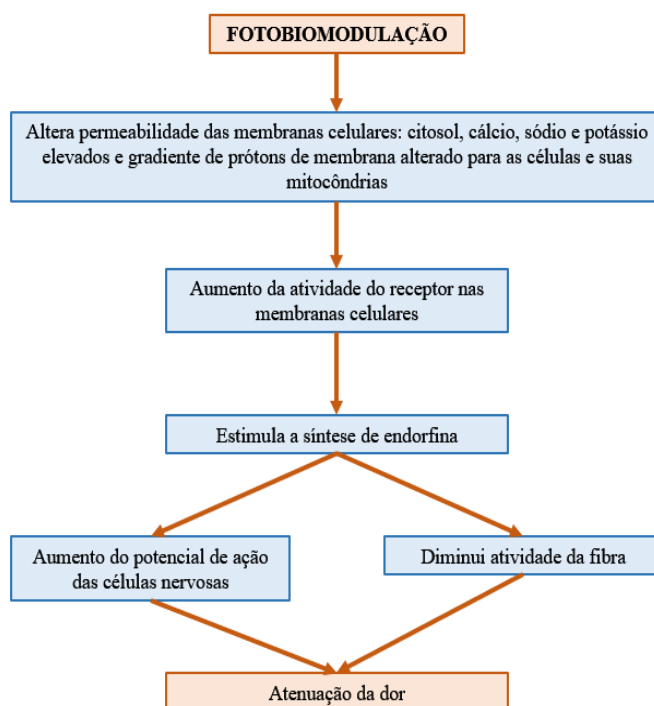 FOTOBIOMODULAÇÃO
Altera permeabilidade das membranas celulares: citosol, cálcio, sódio e potássio
elevados e gradiente de prótons de membrana alterado para as células e suas
mitocôndrias
Aumento da atividade do receptor nas
membranas celulares
Estimula a síntese de endorfina
Aumento do potencial de ação
das células nervosas
Diminui atividade da fibra
Atenuação da dor